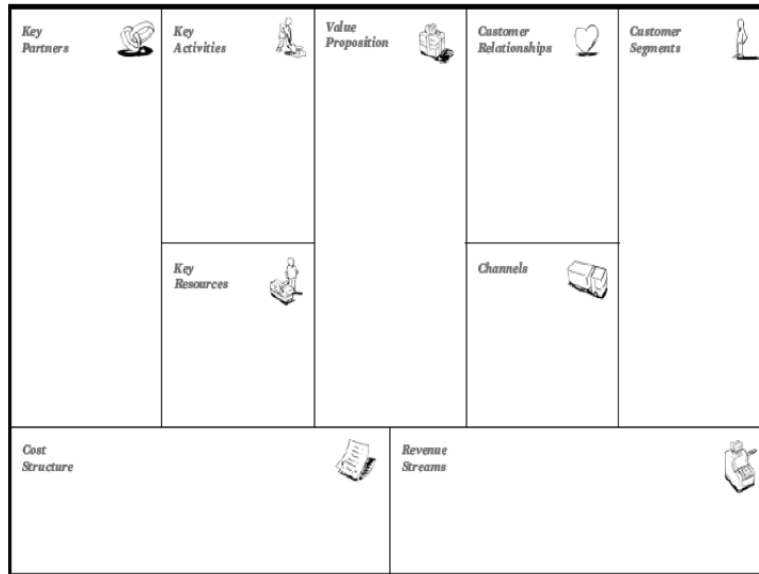 Key
Partners
Key
Activities
Value
Proposition
Customer
Relationships
Customer
Segments
Key
Resources
Channels
Cost
Structure
Revenue
Streams